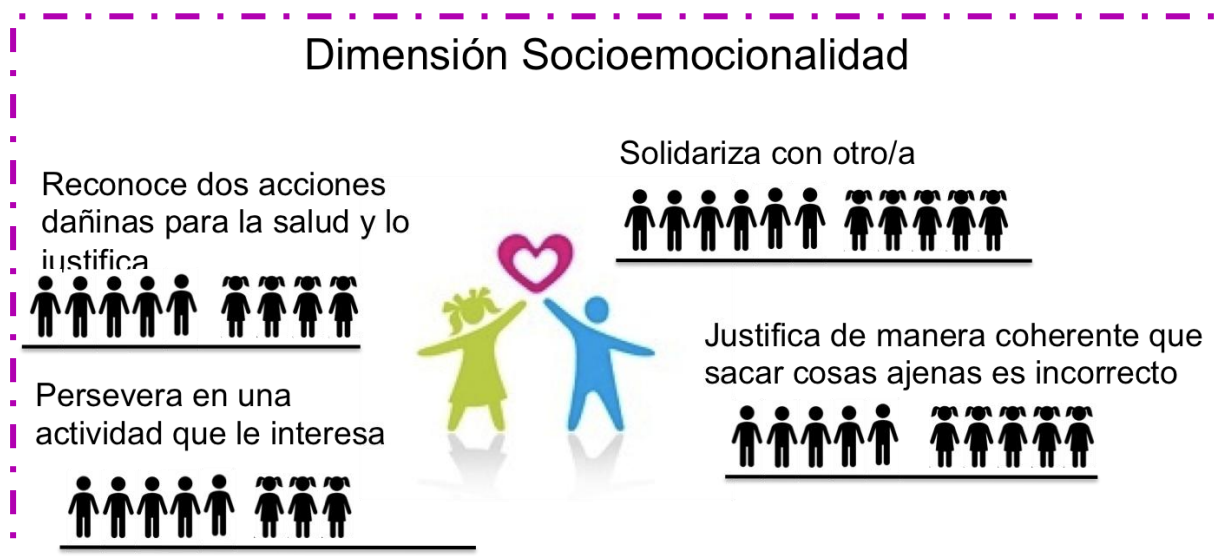 Dimensión Socioemocionalidad
Reconoce dos acciones
dañinas para la salud y lo
justifica
Persevera en una
actividad que le interesa
Solidariza con otro/a
Justifica de manera coherente que
sacar cosas ajenas es incorrecto